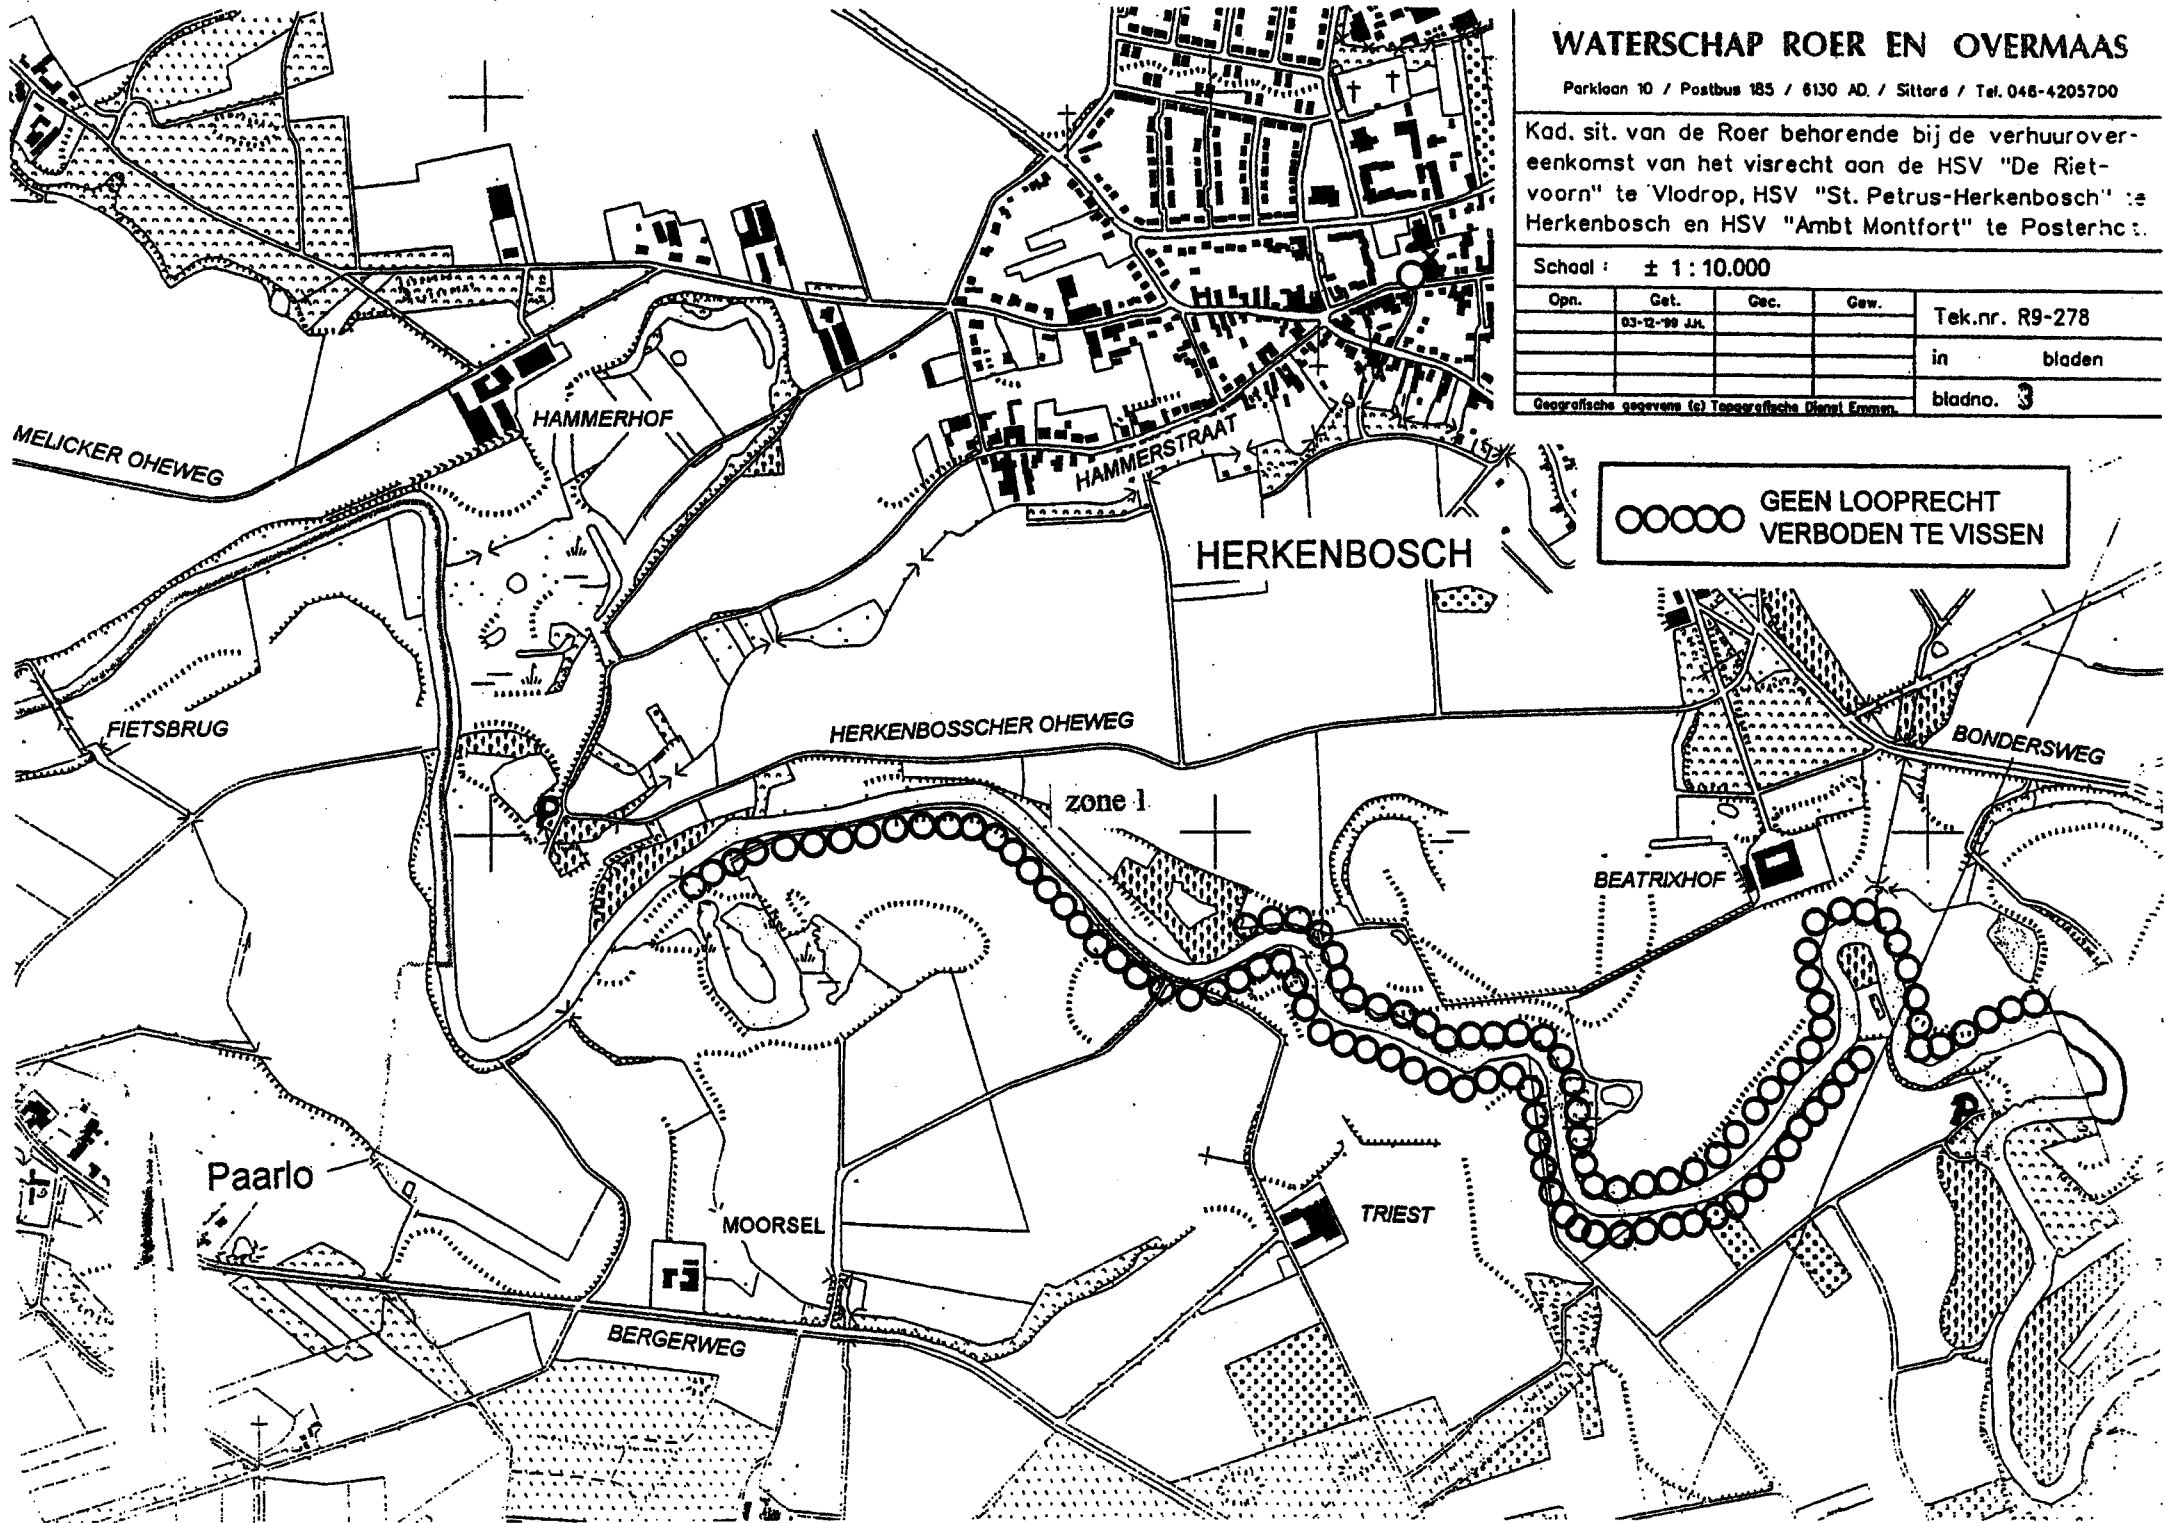 WATERSCHAP ROER EN OVERMAAS
Parklaan 10 / Postbus 185 / 6130 AD. / Sittard / Tel. 046-4205700
Kad. sit. van de Roer behorende bij de verhuurover-
eenkomst van het visrecht aan de HSV "De Riet-
voorn" te Vlodrop, HSV "St. Petrus-Herkenbosch" te
Herkenbosch en HSV "Ambt Montfort" te
Schaal : ± 1 : 10.000
Opn. Get. Gec. Gew.
03-12-'99 J.H.
Tek.nr. R9-278
in bladen
bladno. 3
Geografische gegevens (c) Topografische Dienst Emmen.
GEEN LOOPRECHT
VERBODEN TE VISSEN
HAMMERHOF
MELICKER OHEWEG
HAMMERSTRAAT
HERKENBOSCH
FIETSBRUG
HERKENBOSSCHER OHEWEG
BONDERSWEG
zone 1
P
BEATRIXHOF
P
Paarlo
MOORSEL
TRIEST
BERGERWEG